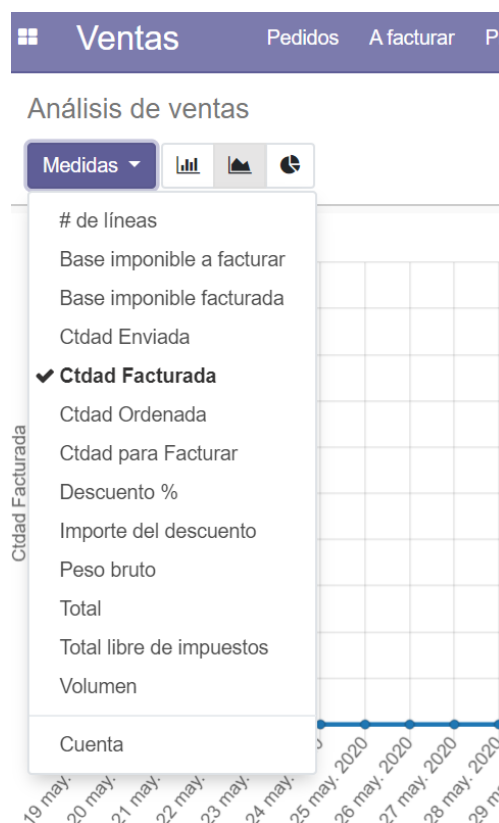 Ventas Pedidos A facturar P
Análisis de ventas
Medidas
# de líneas
Base imponible a facturar
Base imponible facturada
Ctdad Enviada
Ctdad Facturada
Ctdad Ordenada
Ctdad para Facturar
Descuento %
Importe del descuento
Peso bruto
Total
Total libre de impuestos
Volumen
Cuenta
Ctdad Facturada
19 may.
20 may.
21 may.
22 may.
23 may.
24 may.
25 may. 2020
26 may. 2020
27 may. 2020
28 may. 2020
29 m